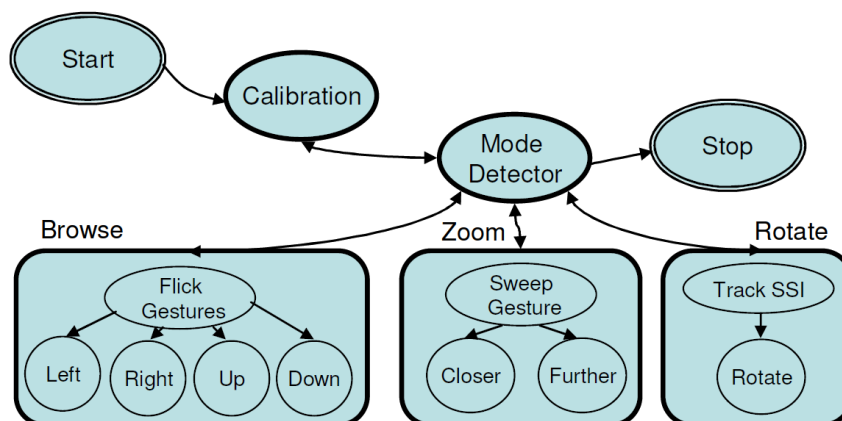 Start
Calibration
Mode
Detector
Stop
Browse
Zoom
Rotate
Flick
Gestures
Left
Right
Up
Down
Sweep
Gesture
Closer
Further
Track SSI
Rotate